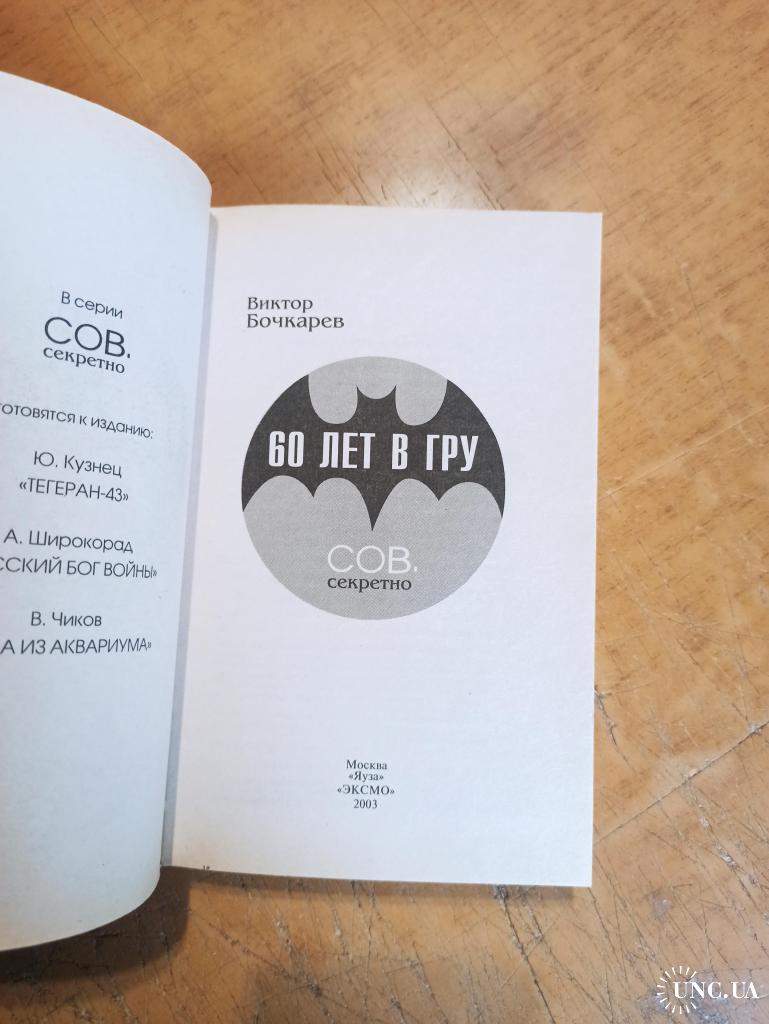 В серии
СОВ.
секретно
готовятся к изданию:
Ю. Кузнец
«ТЕГЕРАН-43»
А. Широкорад
ССКИЙ БОГ ВОЙНЫ»
В. Чиков
А ИЗ АКВАРИУМА»
Виктор
Бочкарев
60 ЛЕТ В ГРУ
СОВ.
секретно
Москва
«Яуза»
«ЭКСМО»
2003
UNC.UA